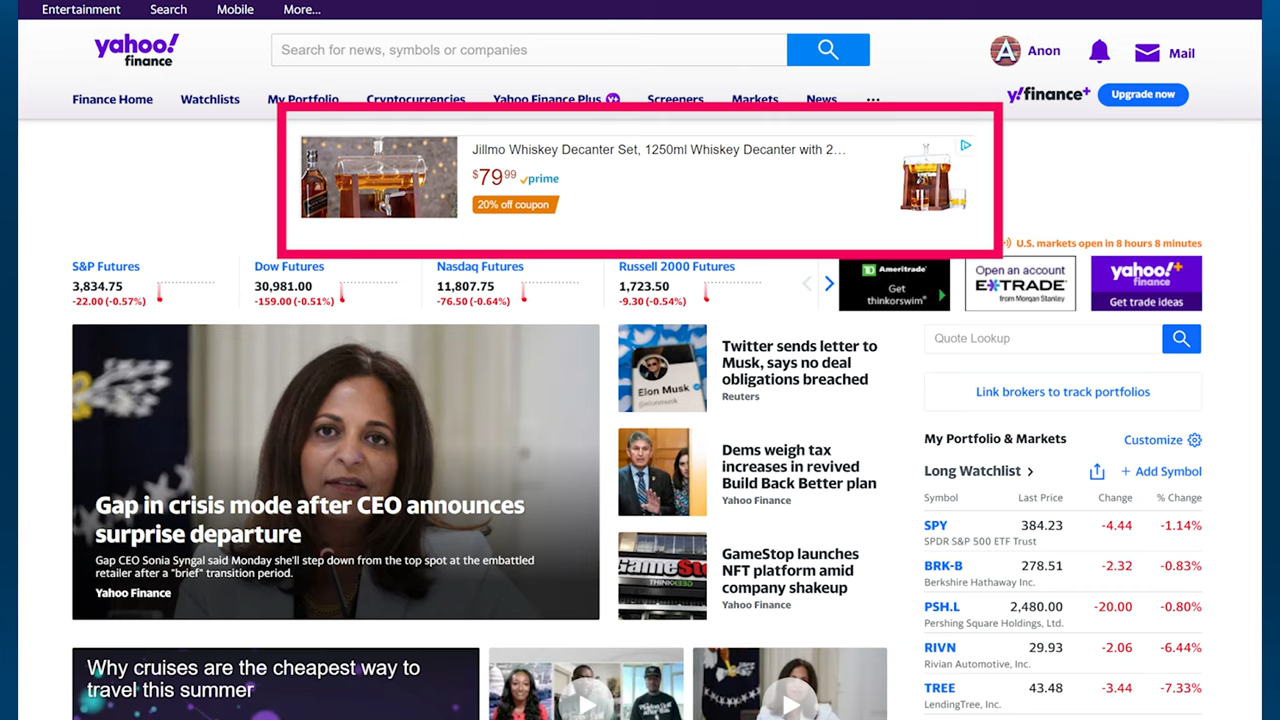 Entertainment Search Mobile More...
yahoo!
finance
Search for news, symbols or companies
Anon
Mail
Finance Home Watchlists My Portfolio Cryptocurrencies Yahoo Finance Plus Y+ Screeners Markets News ...
y!finance+
Upgrade now
Jillmo Whiskey Decanter Set, 1250ml Whiskey Decanter with 2…
$79.99 prime
20% off coupon
U.S. markets open in 8 hours 8 minutes
S&P Futures
3,834.75
-22.00 (-0.57%)
Dow Futures
30,981.00
-159.00 (-0.51%)
Nasdaq Futures
11,807.75
-76.50 (-0.64%)
Russell 2000 Futures
1,723.50
-9.30 (-0.54%)
TD Ameritrade
Get
thinkorswim®
Open an account
E*TRADE
from Morgan Stanley
yahoo!+
finance
Get trade ideas
Gap in crisis mode after CEO announces
surprise departure
Gap CEO Sonia Syngal said Monday she'll step down from the top spot at the embattled
retailer after a "brief" transition period.
Yahoo Finance
Elon Musk
Twitter sends letter to
Musk, says no deal
obligations breached
Reuters
Dems weigh tax
increases in revived
Build Back Better plan
Yahoo Finance
GameSto
GameStop launches
NFT platform amid
company shakeup
Yahoo Finance
Quote Lookup
Link brokers to track portfolios
My Portfolio & Markets
Customize
Long Watchlist >
+ Add Symbol
Symbol Last Price Change % Change
SPY 384.23 -4.44 -1.14%
SPDR S&P 500 ETF Trust
BRK-B 278.51 -2.32 -0.83%
Berkshire Hathaway Inc.
PSH.L 2,480.00 -20.00 -0.80%
Pershing Square Holdings, Ltd.
RIVN 29.93 -2.06 -6.44%
Rivian Automotive, Inc.
TREE 43.48 -3.44 -7.33%
LendingTree, Inc.
Why cruises are the cheapest way to
travel this summer